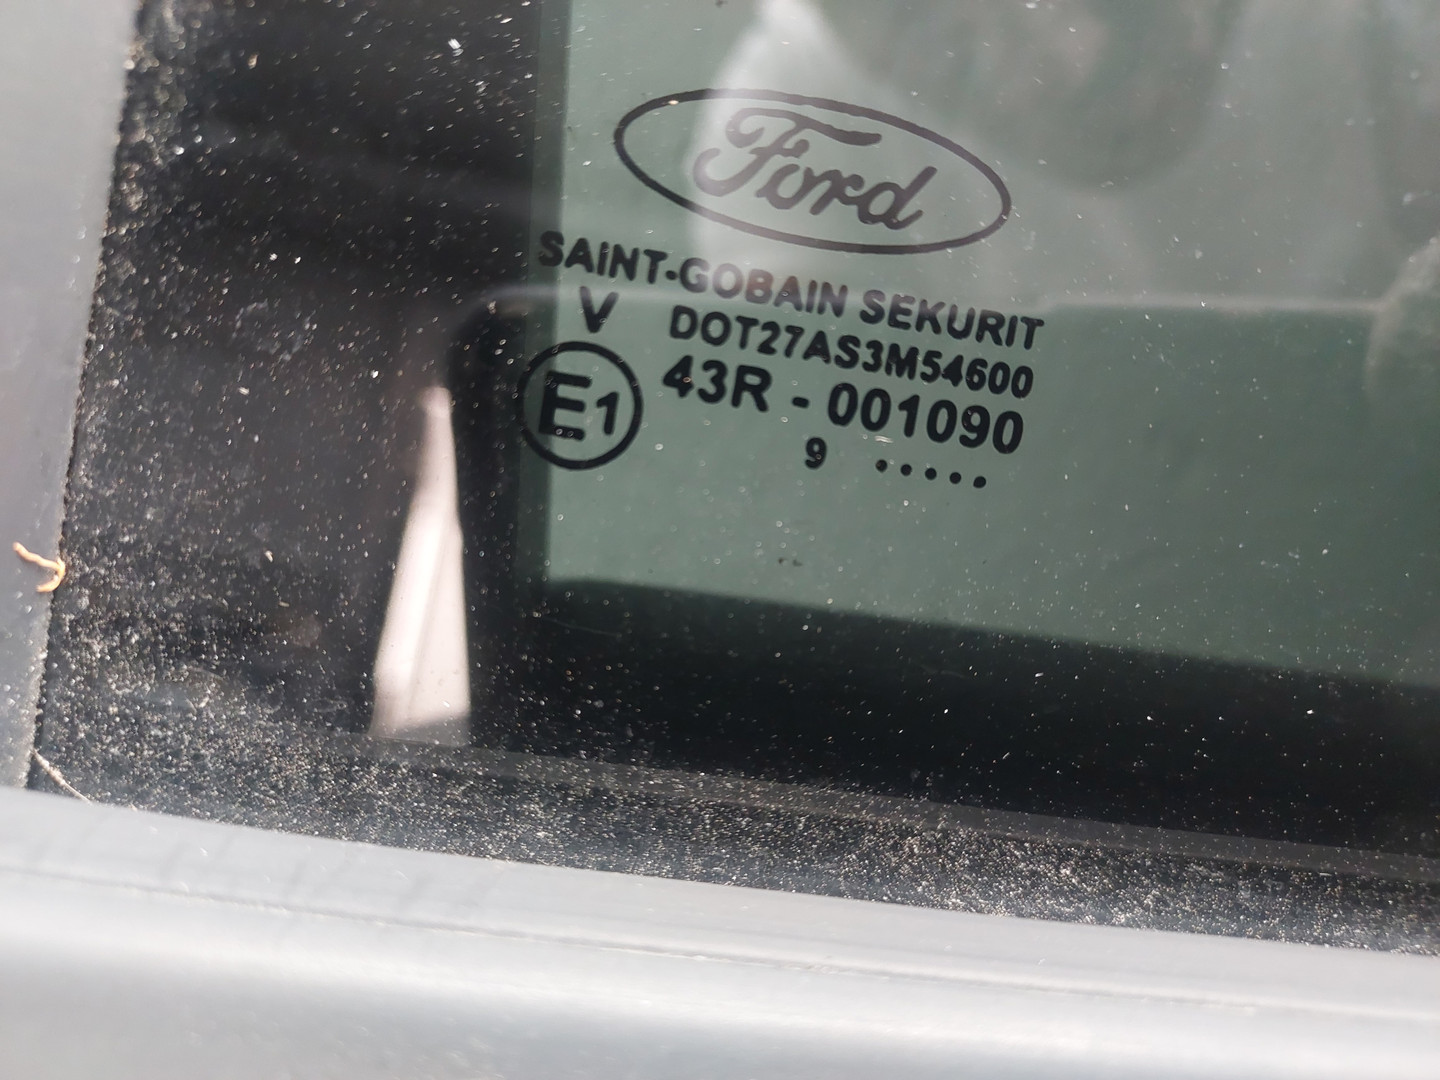 Ford
SAINT-GOBAIN SEKURIT
V DOT27AS3M54600
E1 43R - 001090
9 .....